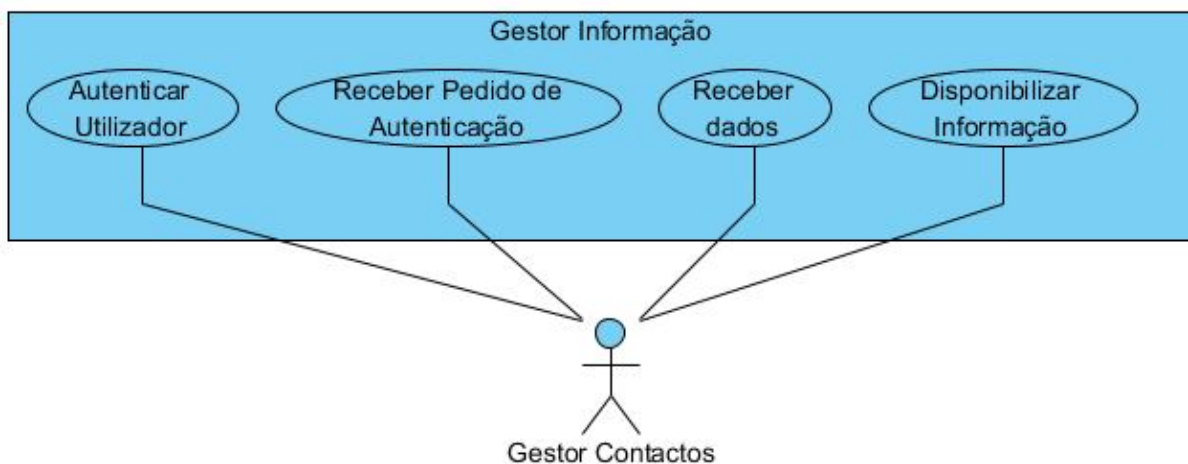 Gestor Informação
Autenticar
Utilizador
Receber Pedido de
Autenticação
Receber
dados
Disponibilizar
Informação
Gestor Contactos